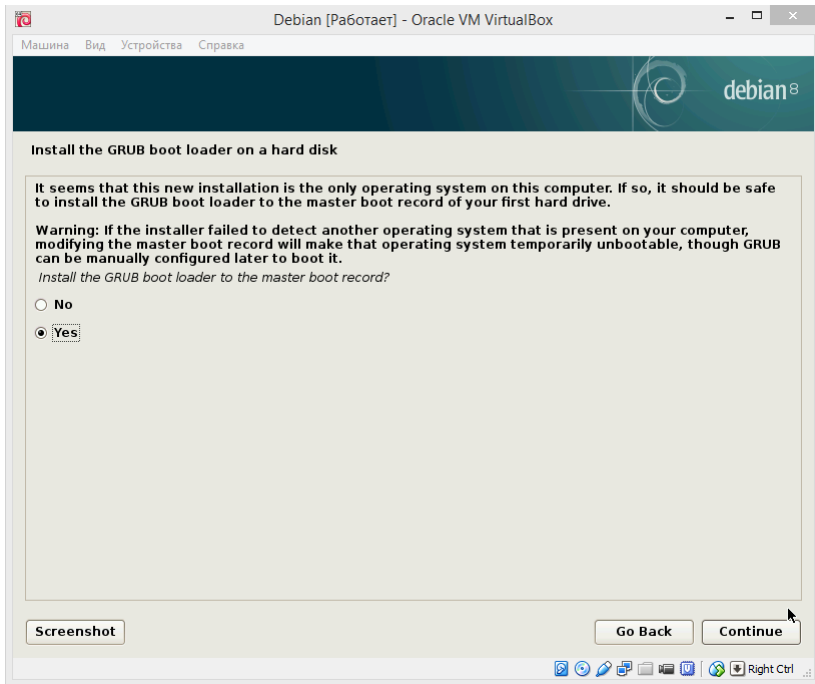 Debian [Работает] - Oracle VM VirtualBox
Машина Вид Устройства Справка
debian 8
Install the GRUB boot loader on a hard disk
It seems that this new installation is the only operating system on this computer. If so, it should be safe
to install the GRUB boot loader to the master boot record of your first hard drive.
Warning: If the installer failed to detect another operating system that is present on your computer,
modifying the master boot record will make that operating system temporarily unbootable, though GRUB
can be manually configured later to boot it.
Install the GRUB boot loader to the master boot record?
No
Yes
Screenshot
Go Back
Continue
Right Ctrl